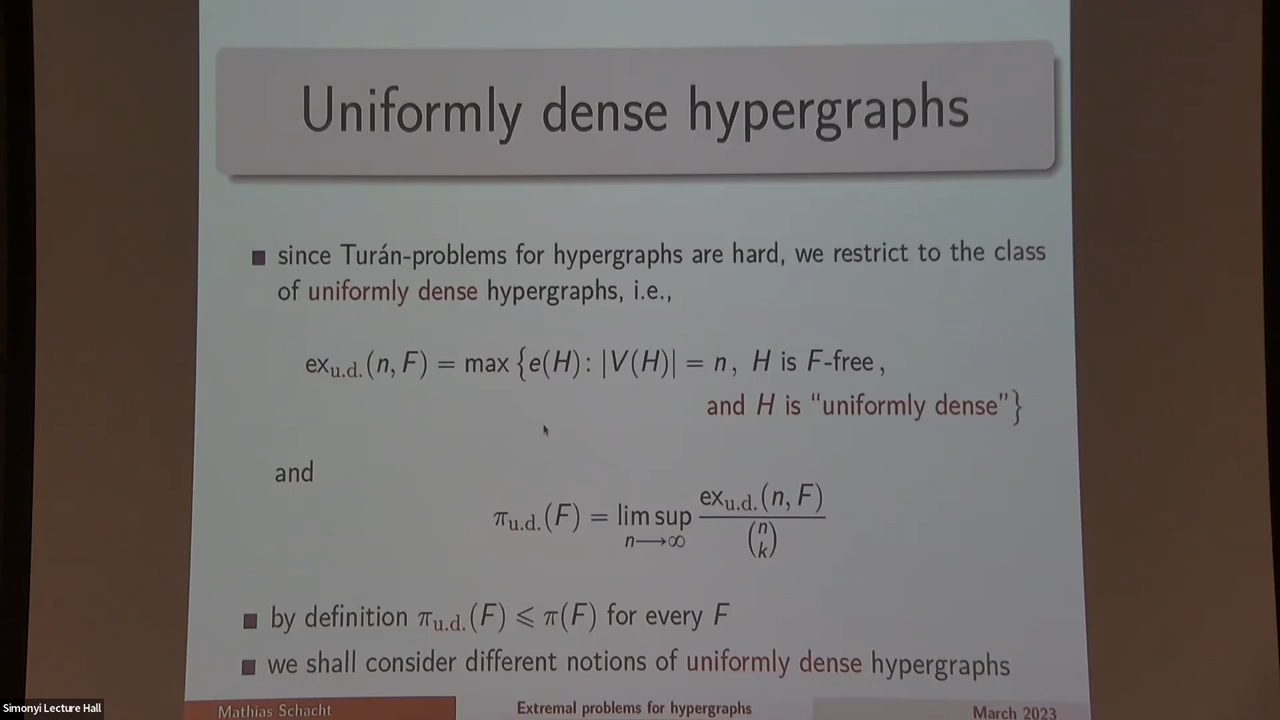 Uniformly dense hypergraphs
■ since Turán-problems for hypergraphs are hard, we restrict to the class
of uniformly dense hypergraphs, i.e.,
ex_{u.d.}(n, F) = max {e(H): |V(H)| = n, H is F-free,
and H is “uniformly dense”}
and
π_{u.d.}(F) = lim sup_{n⟶∞} ex_{u.d.}(n, F) / \binom{n}{k}
■ by definition π_{u.d.}(F) ⩽ π(F) for every F
■ we shall consider different notions of uniformly dense hypergraphs
Mathias Schacht Extremal problems for hypergraphs March 2023
Simonyi Lecture Hall